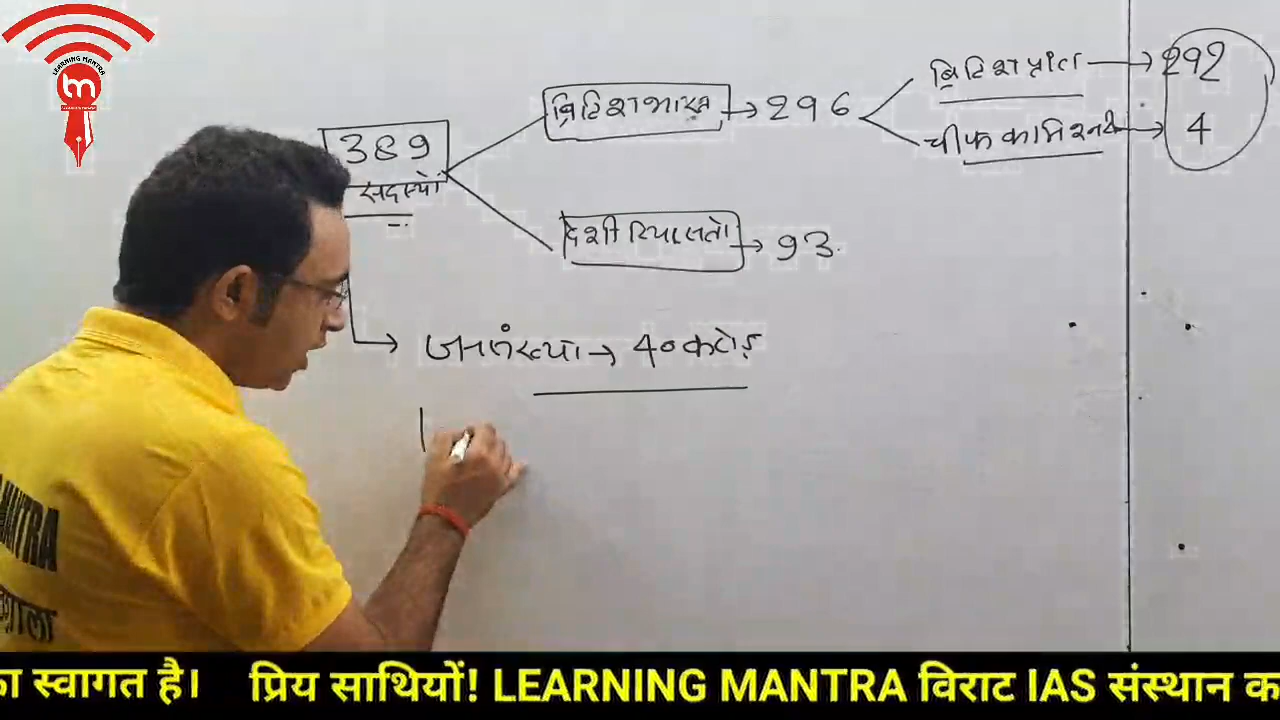 LEARNING MANTRA
389
सदस्यों
ब्रिटिश भारत → 296
ब्रिटिश प्रांत → 292
चीफ कामिश्नरी → 4
देशी रियासतों → 93
जनसंख्या → 40 करोड़
MANTRA
का स्वागत है। प्रिय साथियों! LEARNING MANTRA विराट IAS संस्थान क